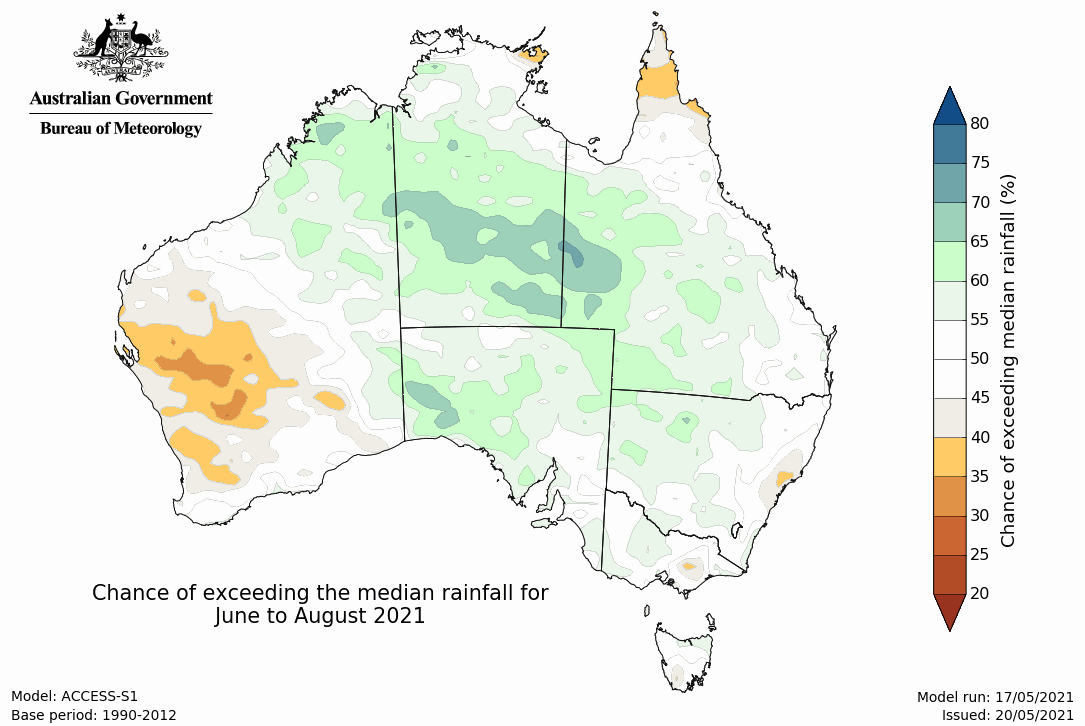 Australian Government
Bureau of Meteorology
80
75
70
65
60
55
50
45
40
35
30
25
20
Chance of exceeding median rainfall (%)
Chance of exceeding the median rainfall for
June to August 2021
Model: ACCESS-S1
Base period: 1990-2012
Model run: 17/05/2021
Issued: 20/05/2021